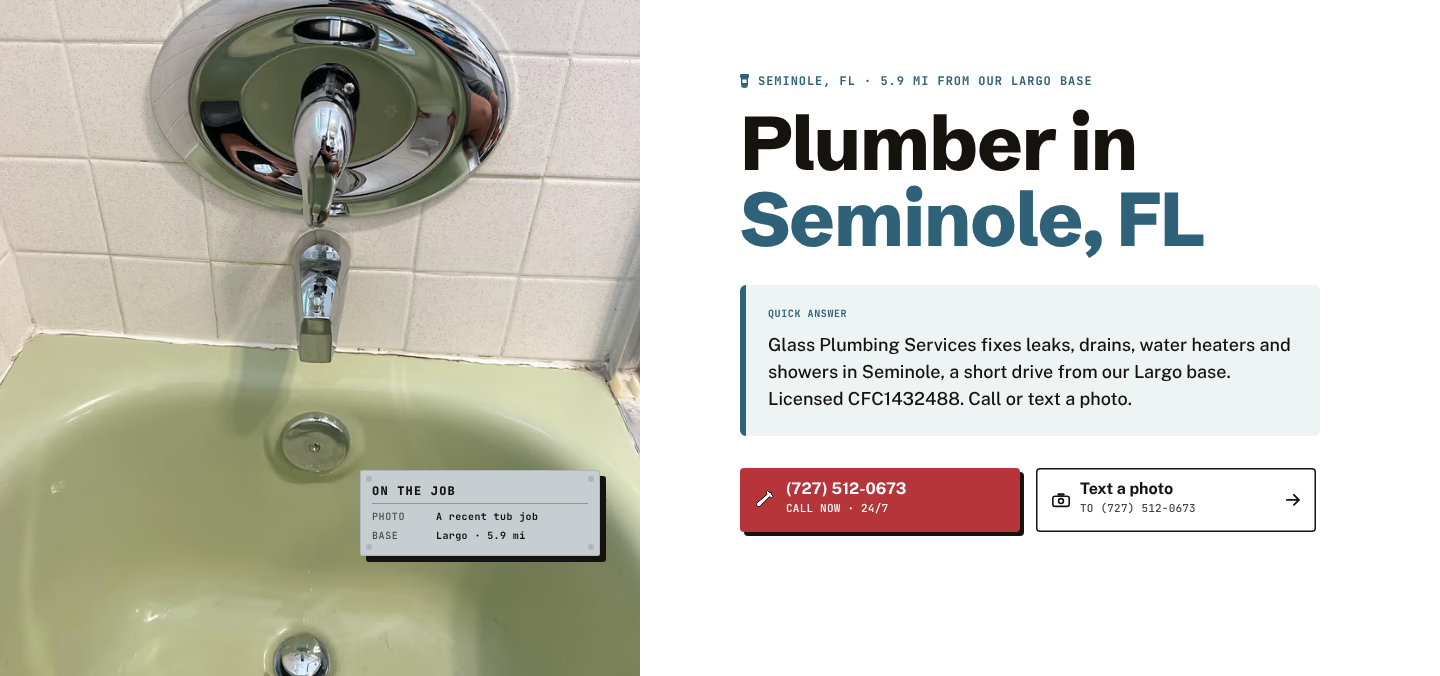 SEMINOLE, FL · 5.9 MI FROM OUR LARGO BASE
Plumber in
Seminole, FL
QUICK ANSWER
Glass Plumbing Services fixes leaks, drains, water heaters and
showers in Seminole, a short drive from our Largo base.
Licensed CFC1432488. Call or text a photo.
(727) 512-0673
CALL NOW · 24/7
Text a photo
TO (727) 512-0673
ON THE JOB
PHOTO A recent tub job
BASE Largo · 5.9 mi